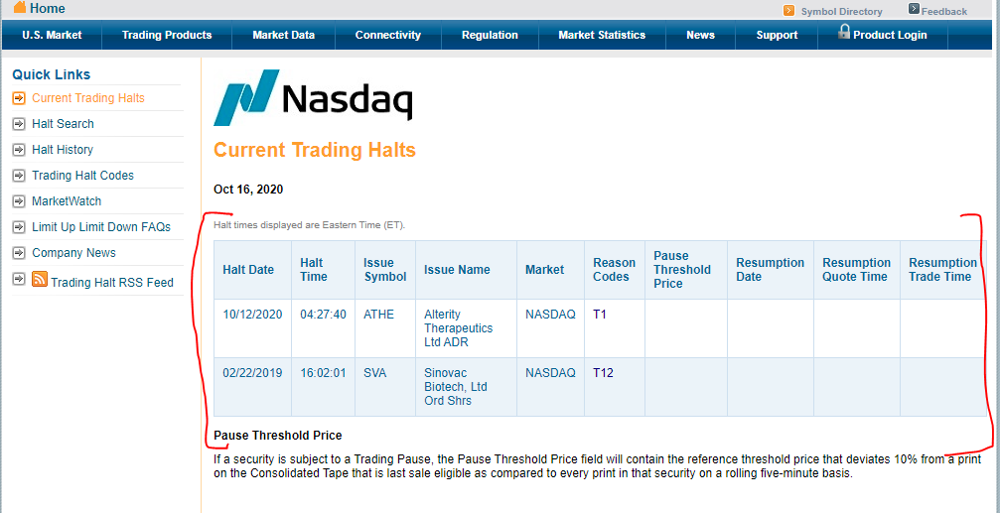 Home
Symbol Directory
Feedback
U.S. Market
Trading Products
Market Data
Connectivity
Regulation
Market Statistics
News
Support
Product Login
Quick Links
Current Trading Halts
Halt Search
Halt History
Trading Halt Codes
MarketWatch
Limit Up Limit Down FAQs
Company News
Trading Halt RSS Feed
Nasdaq
Current Trading Halts
Oct 16, 2020
Halt times displayed are Eastern Time (ET).
Halt Date
Halt
Time
Issue
Symbol
Issue Name
Market
Reason
Codes
Pause
Threshold
Price
Resumption
Date
Resumption
Quote Time
Resumption
Trade Time
10/12/2020
04:27:40
ATHE
Alterity
Therapeutics
Ltd ADR
NASDAQ
T1
02/22/2019
16:02:01
SVA
Sinovac
Biotech, Ltd
Ord Shrs
NASDAQ
T12
Pause Threshold Price
If a security is subject to a Trading Pause, the Pause Threshold Price field will contain the reference threshold price that deviates 10% from a print
on the Consolidated Tape that is last sale eligible as compared to every print in that security on a rolling five-minute basis.